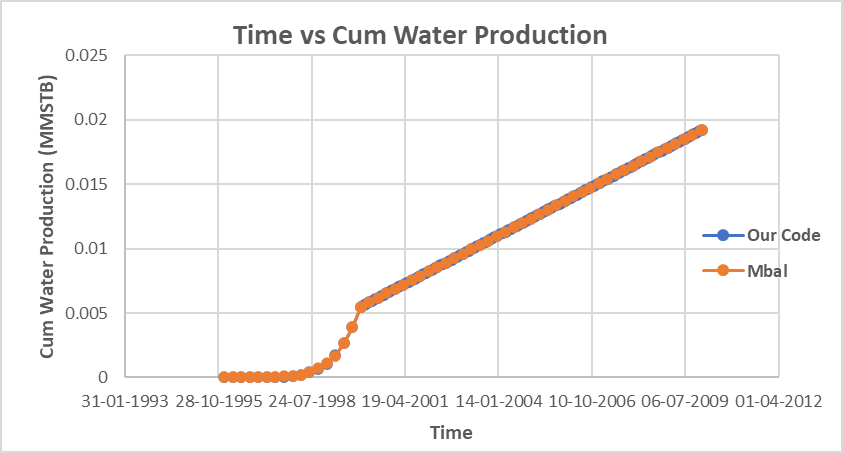 Time vs Cum Water Production
Cum Water Production (MMSTB)
0.025
0.02
0.015
0.01
0.005
0
31-01-1993 28-10-1995 24-07-1998 19-04-2001 14-01-2004 10-10-2006 06-07-2009 01-04-2012
Time
Our Code
Mbal